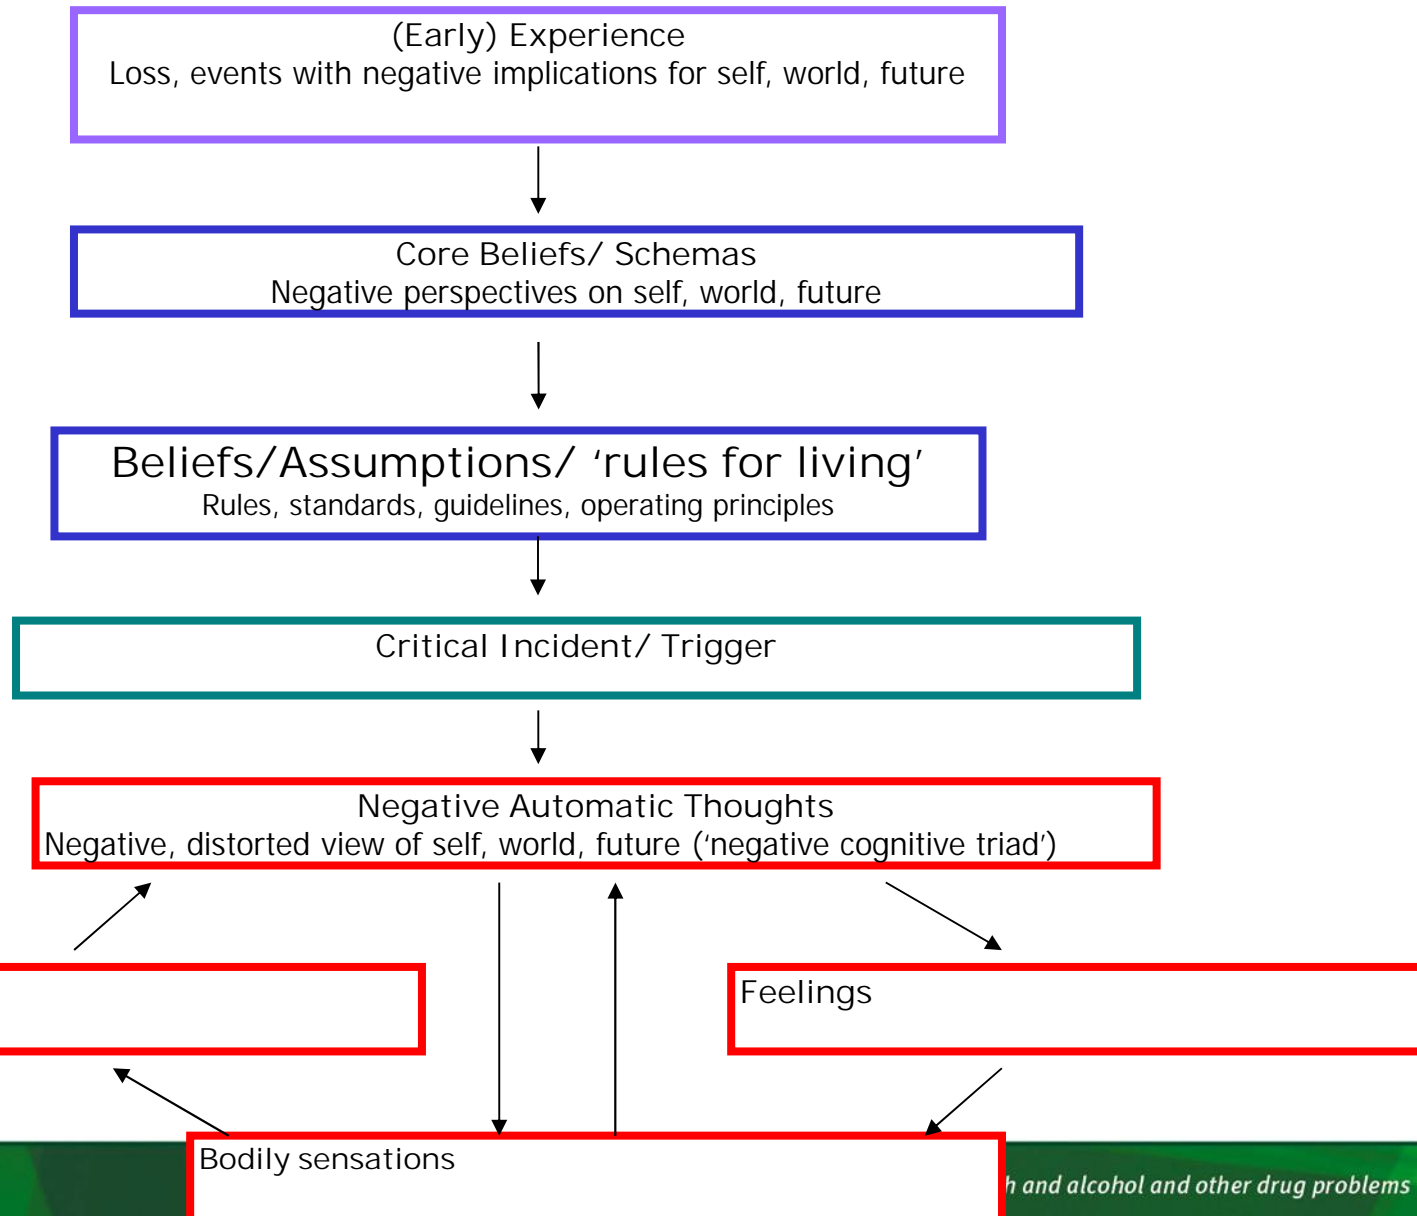 (Early) Experience
Loss, events with negative implications for self, world, future
Core Beliefs/ Schemas
Negative perspectives on self, world, future
Beliefs/Assumptions/ ‘rules for living’
Rules, standards, guidelines, operating principles
Critical Incident/ Trigger
Negative Automatic Thoughts
Negative, distorted view of self, world, future (‘negative cognitive triad’)
Feelings
Bodily sensations
h and alcohol and other drug problems